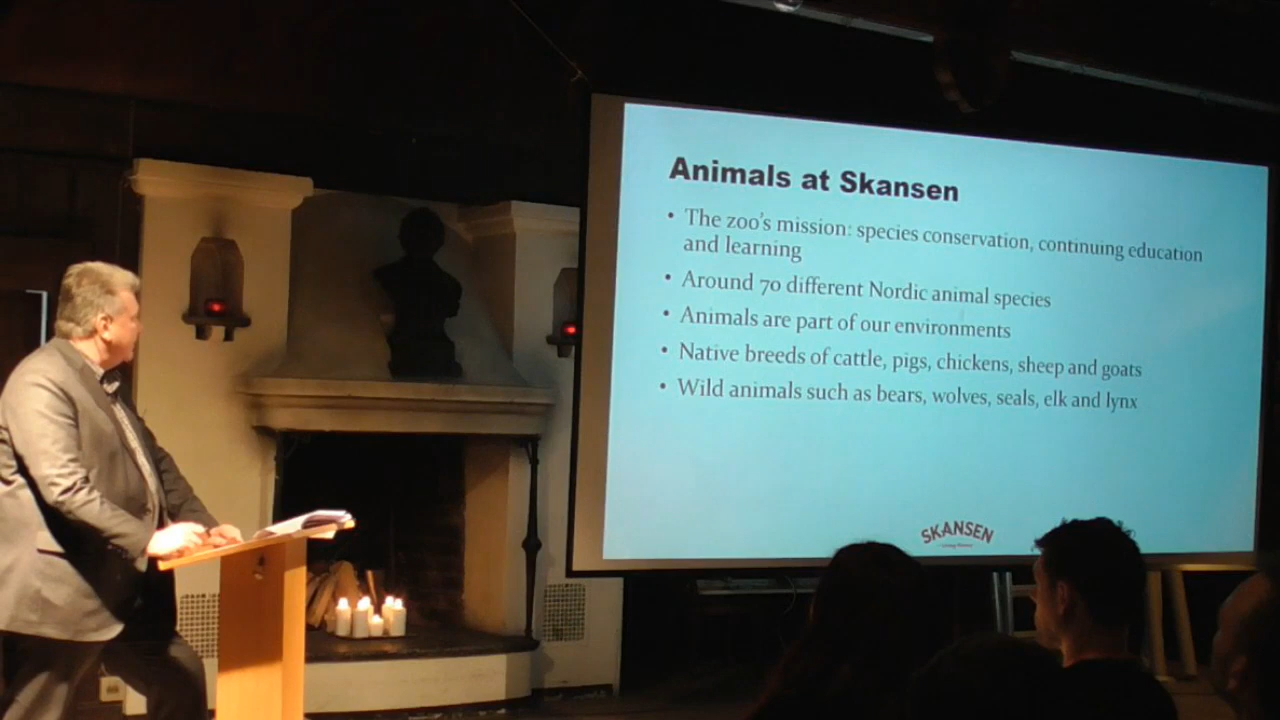 Animals at Skansen
• The zoo's mission: species conservation, continuing education
and learning
• Around 70 different Nordic animal species
• Animals are part of our environments
• Native breeds of cattle, pigs, chickens, sheep and goats
• Wild animals such as bears, wolves, seals, elk and lynx
SKANSEN